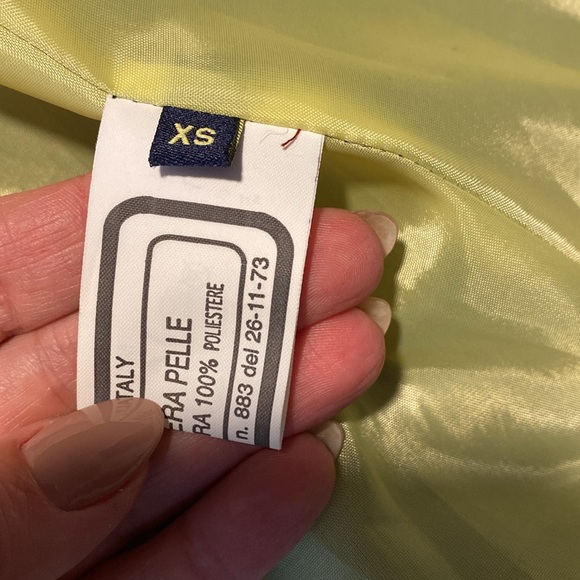 XS
ITALY
ERA PELLE
RA 100% POLIESTERE
n. 883 del 26-11-73